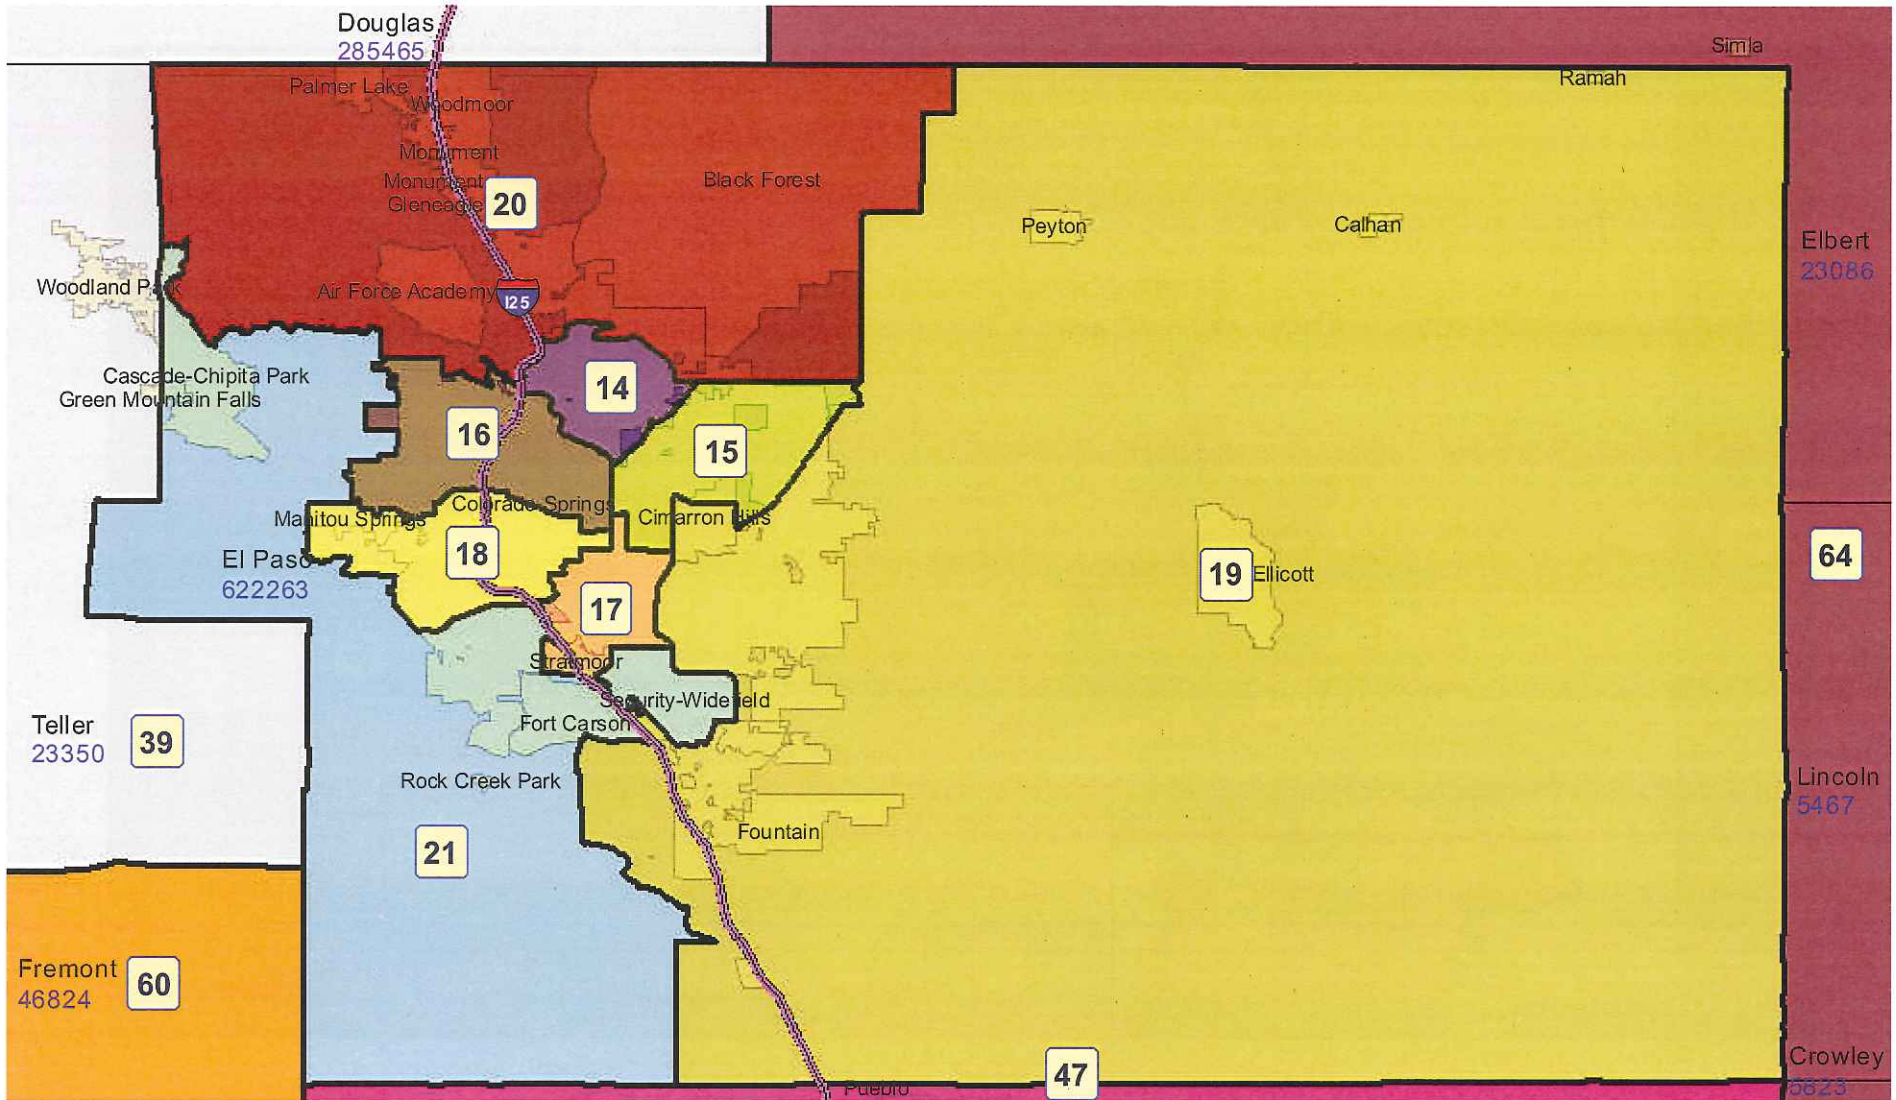 Douglas
285465
Simla
Ramah
Palmer Lake
Woodmoor
Monument
Monument
Gleneagle
20
Black Forest
Peyton
Calhan
Elbert
23086
Woodland Park
Air Force Academy
I25
Cascade-Chipita Park
Green Mountain Falls
14
16
15
Manitou Springs
Colorado Springs
Cimarron Hills
El Paso
622263
18
17
19
Ellicott
64
Stratmoor
Security-Widefield
Fort Carson
Teller
23350
39
Rock Creek Park
Lincoln
5467
Fountain
21
Fremont
46824
60
47
Pueblo
Crowley
5823